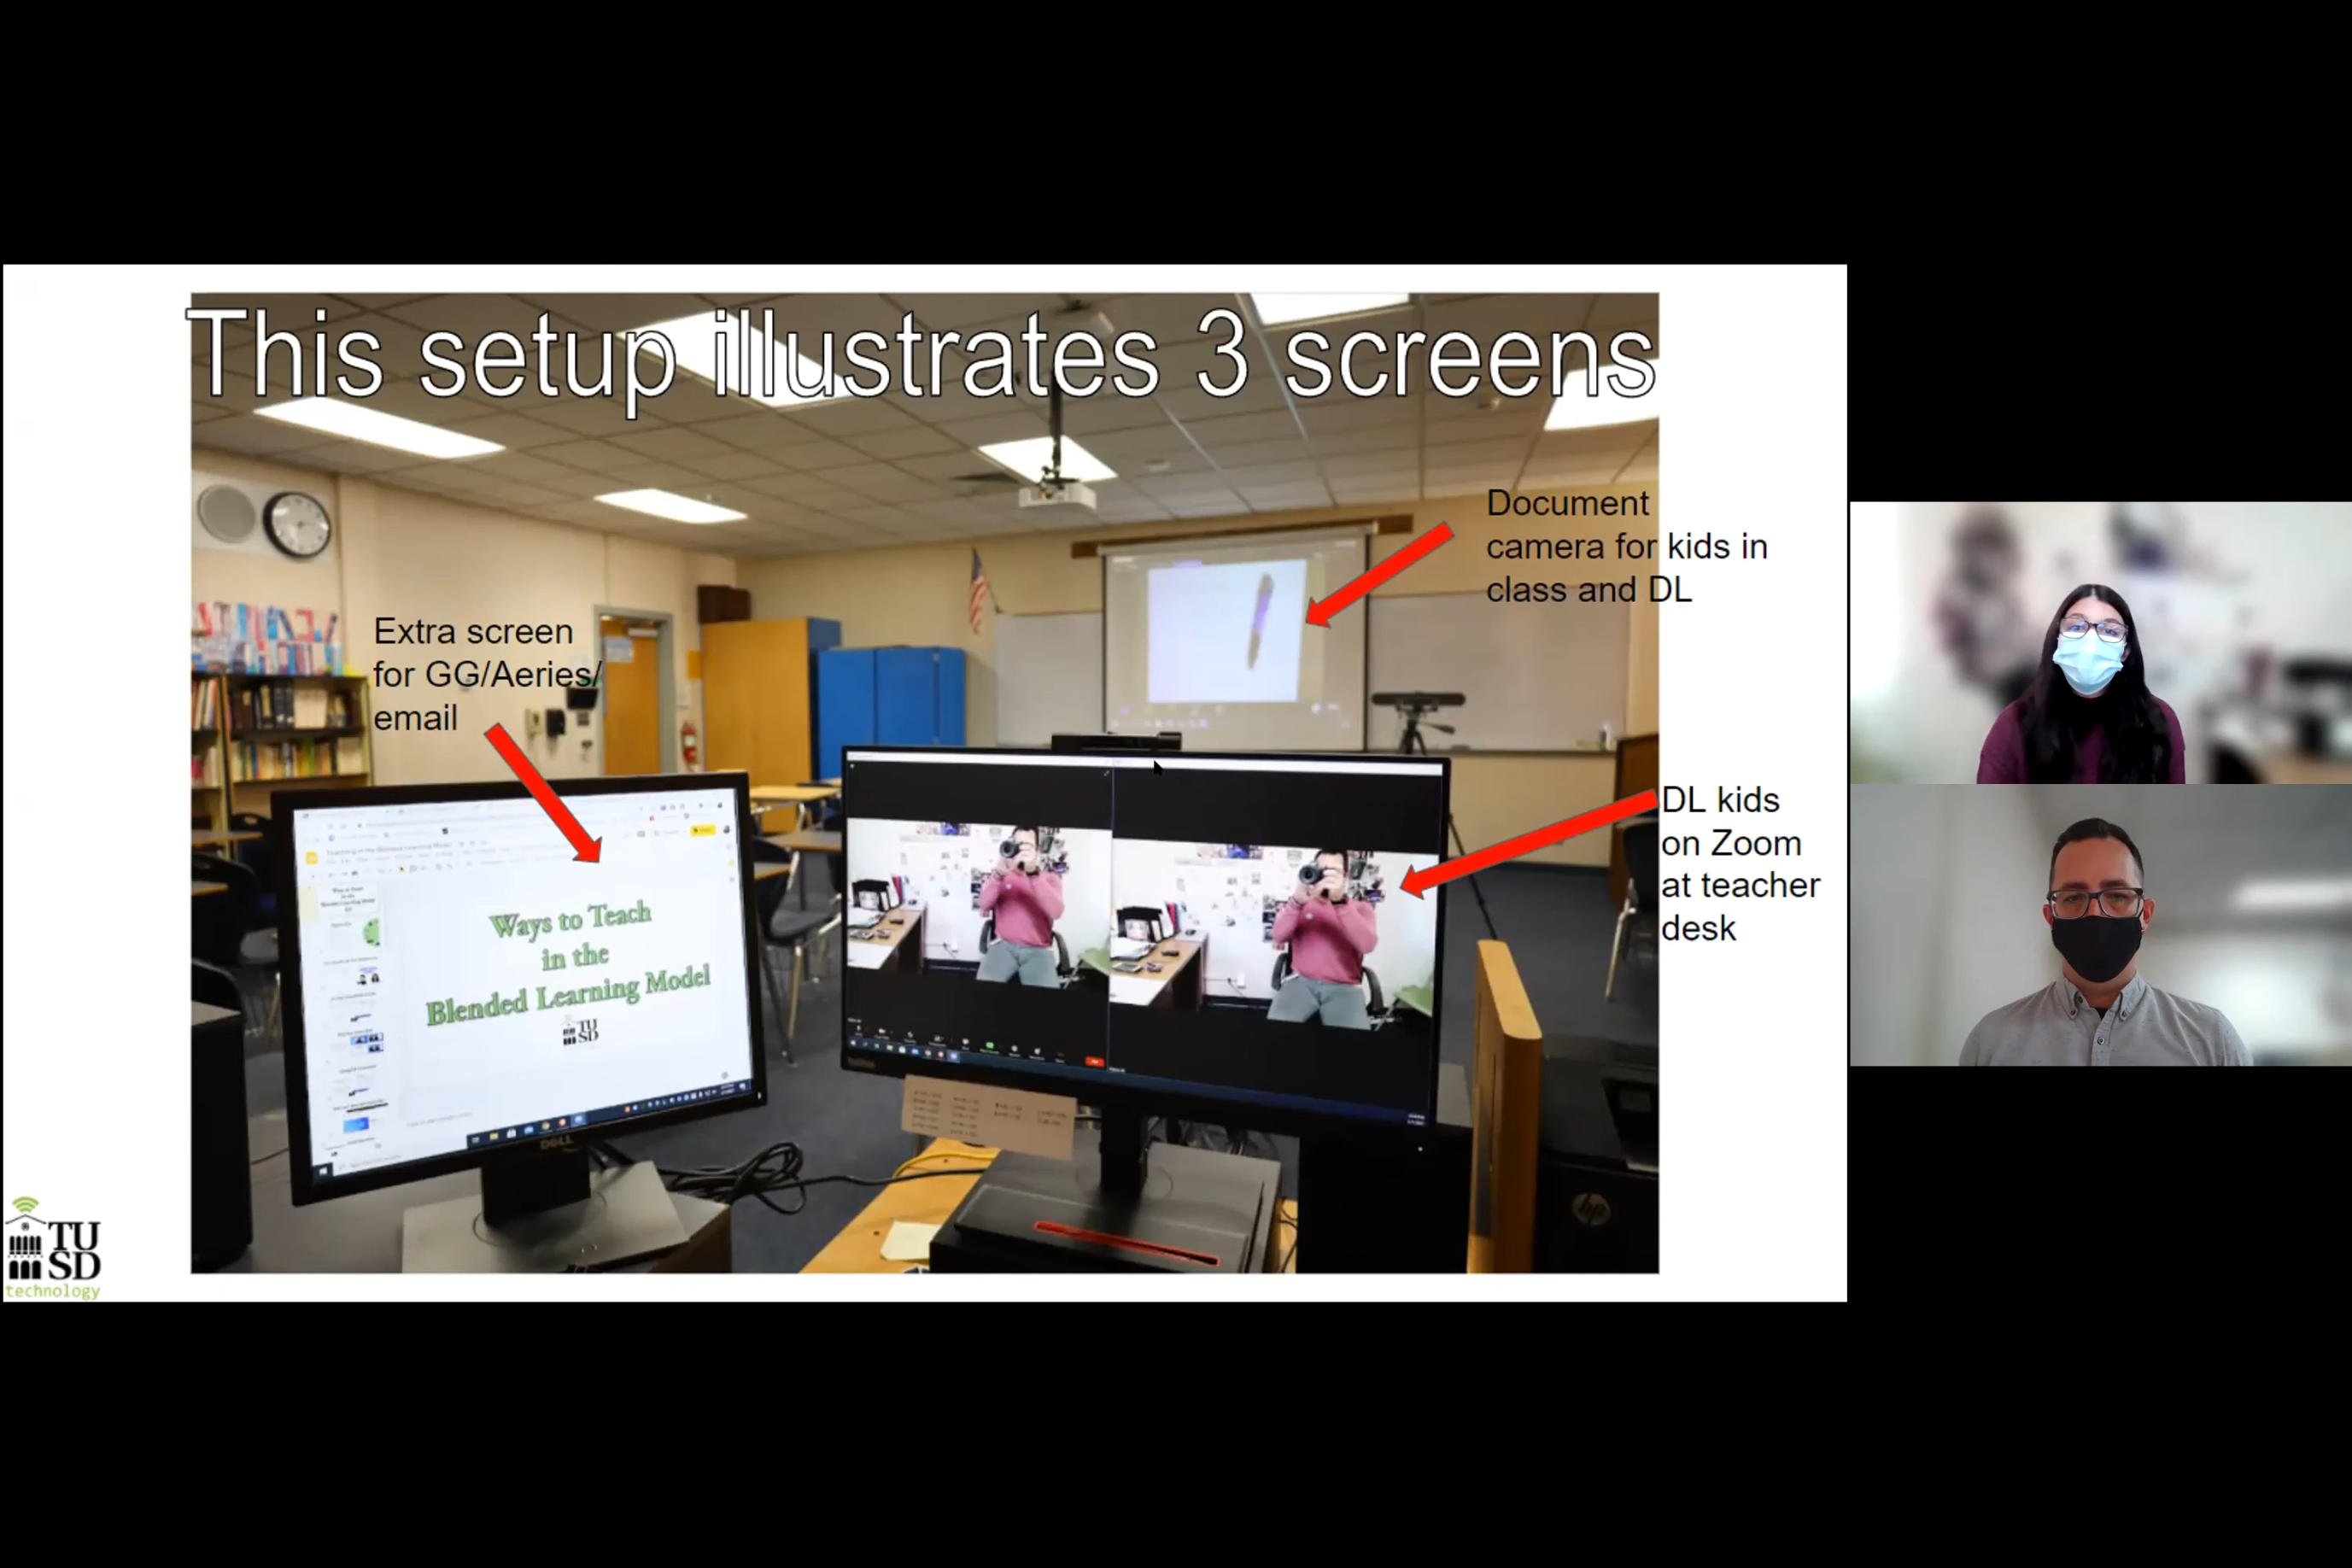 This setup illustrates 3 screens
Document
camera for kids in
class and DL
Extra screen
for GG/Aeries/
email
DL kids
on Zoom
at teacher
desk
Ways to Teach
in the
Blended Learning Model
TU
SD
DELL
hp
TU
SD
technology